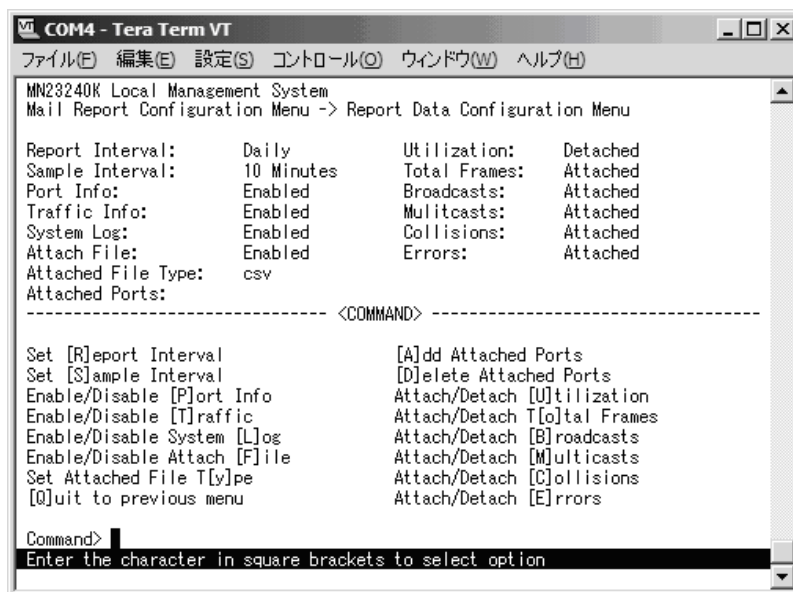 COM4 - Tera Term VT
ファイル(F) 編集(E) 設定(S) コントロール(O) ウィンドウ(W) ヘルプ(H)
MN23240K Local Management System
Mail Report Configuration Menu -> Report Data Configuration Menu
Report Interval: Daily Utilization: Detached
Sample Interval: 10 Minutes Total Frames: Attached
Port Info: Enabled Broadcasts: Attached
Traffic Info: Enabled Mulitcasts: Attached
System Log: Enabled Collisions: Attached
Attach File: Enabled Errors: Attached
Attached File Type: csv
Attached Ports:
-------------------------------- <COMMAND> -----------------------------------
Set [R]eport Interval [A]dd Attached Ports
Set [S]ample Interval [D]elete Attached Ports
Enable/Disable [P]ort Info Attach/Detach [U]tilization
Enable/Disable [T]raffic Attach/Detach T[o]tal Frames
Enable/Disable System [L]og Attach/Detach [B]roadcasts
Enable/Disable Attach [F]ile Attach/Detach [M]ulticasts
Set Attached File T[y]pe Attach/Detach [C]ollisions
[Q]uit to previous menu Attach/Detach [E]rrors
Command>
Enter the character in square brackets to select option